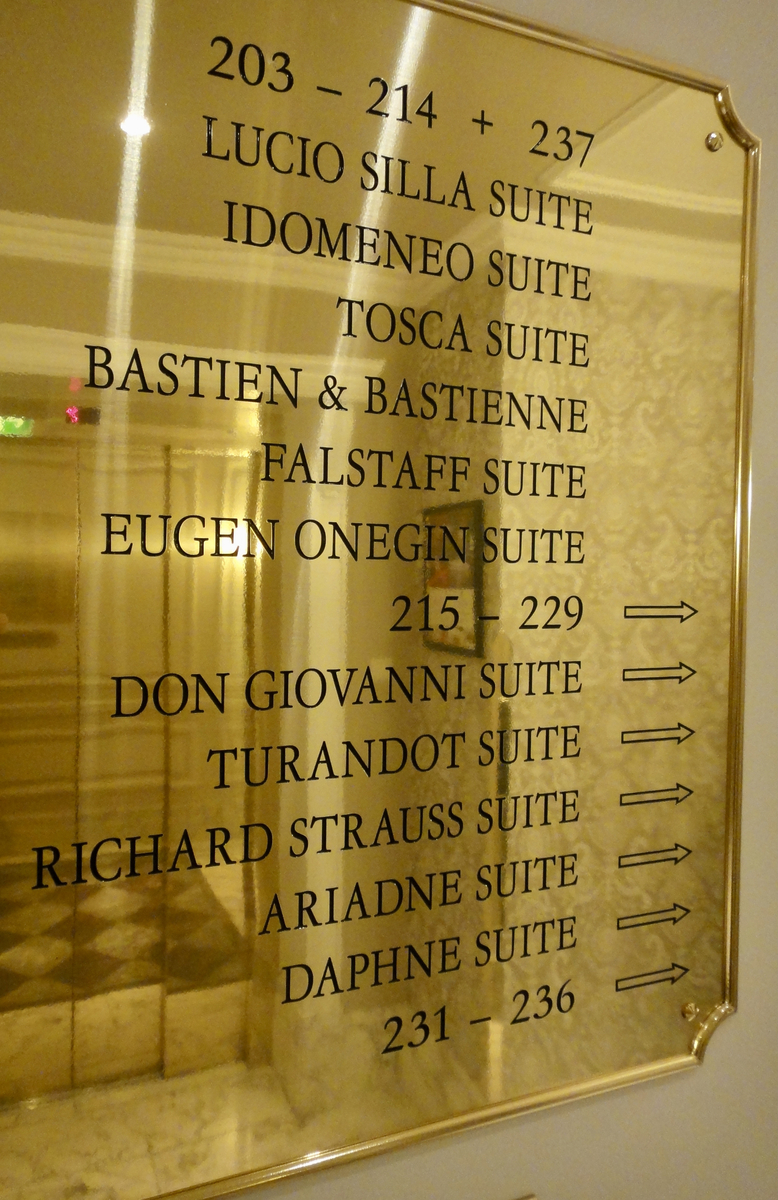 203 – 214 + 237
LUCIO SILLA SUITE
IDOMENEO SUITE
TOSCA SUITE
BASTIEN & BASTIENNE
FALSTAFF SUITE
EUGEN ONEGIN SUITE
215 – 229 ⇨
DON GIOVANNI SUITE ⇨
TURANDOT SUITE ⇨
RICHARD STRAUSS SUITE ⇨
ARIADNE SUITE ⇨
DAPHNE SUITE ⇨
231 – 236 ⇨